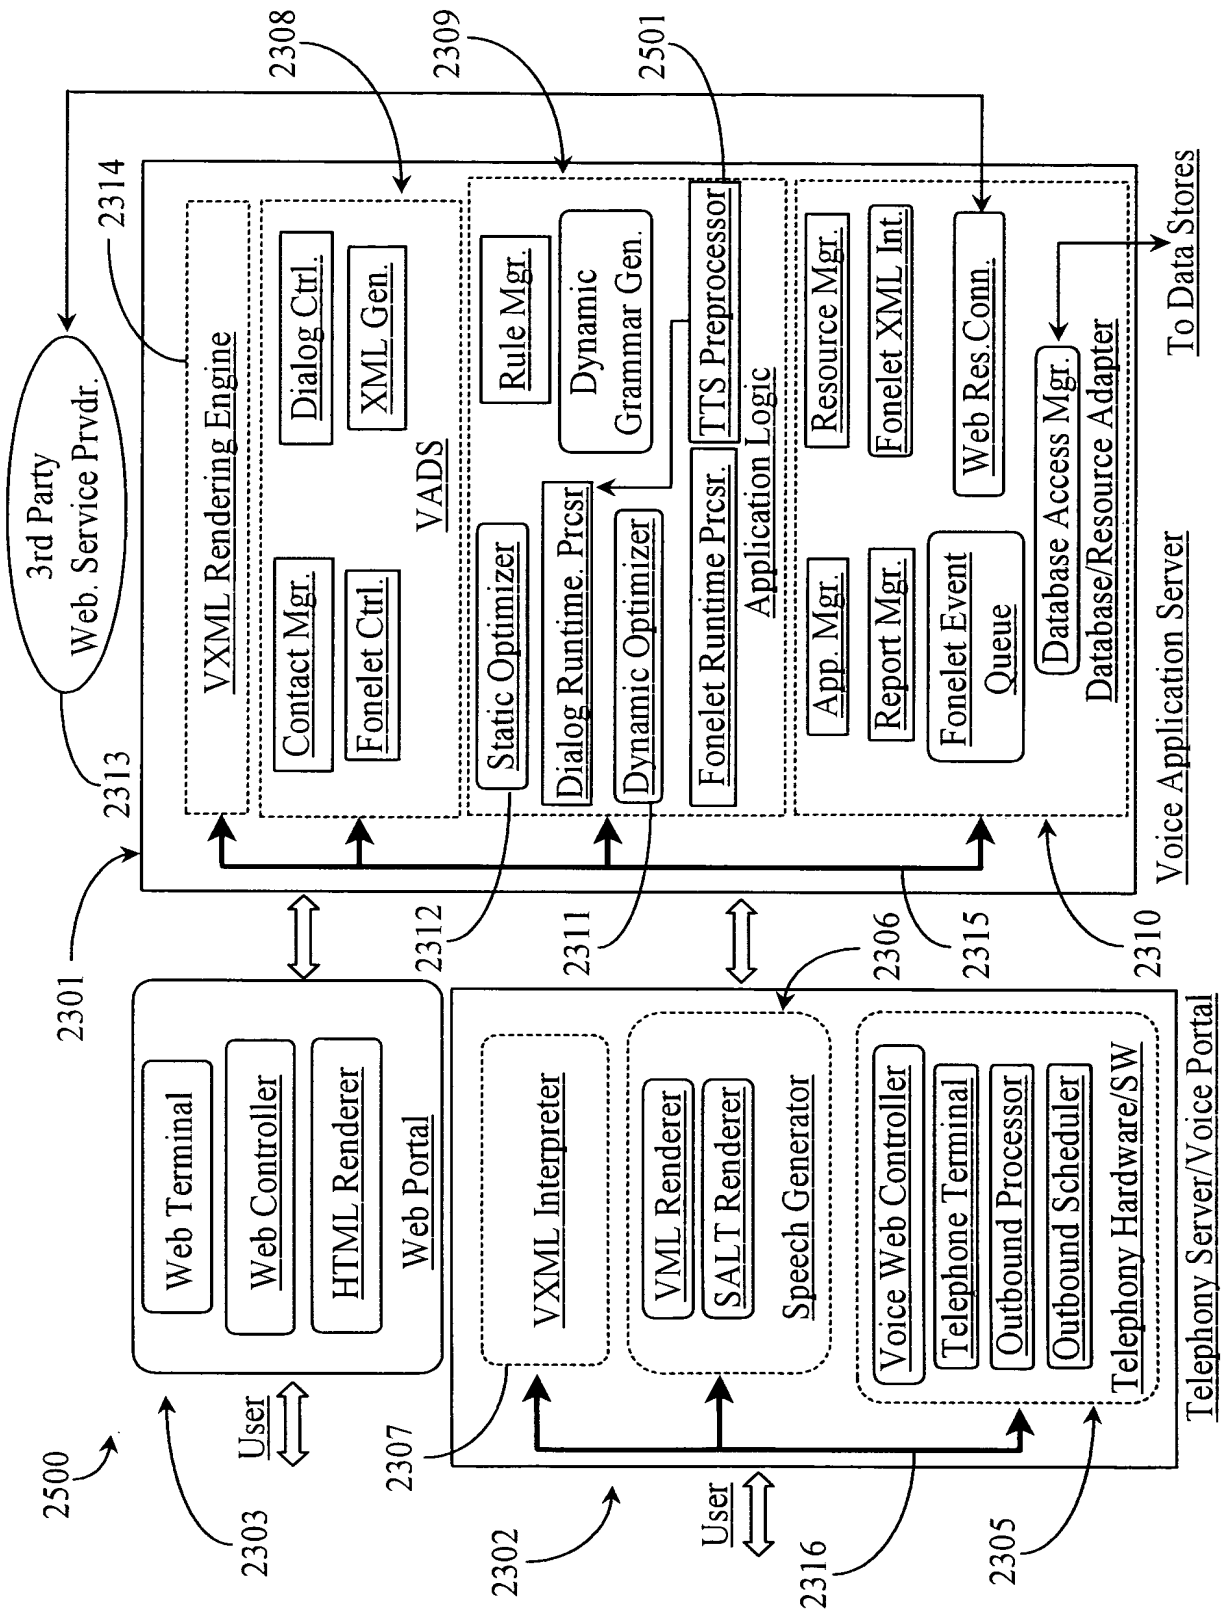 2500
2303
User
Web Terminal
Web Controller
HTML Renderer
Web Portal
2302
User
2307
VXML Interpreter
VML Renderer
SALT Renderer
Speech Generator
2306
Voice Web Controller
Telephone Terminal
Outbound Processor
Outbound Scheduler
Telephony Hardware/SW
2316
2305
Telephony Server/Voice Portal
2301
2313
3rd Party
Web. Service Prvdr.
2314
VXML Rendering Engine
Contact Mgr.
Dialog Ctrl.
Fonelet Ctrl.
XML Gen.
VADS
2308
2309
2501
2312
Static Optimizer
Rule Mgr.
Dialog Runtime. Prcsr
Dynamic
Grammar Gen.
2311
Dynamic Optimizer
Fonelet Runtime Prcsr.
TTS Preprocessor
Application Logic
App. Mgr.
Resource Mgr.
Report Mgr.
Fonelet XML Int.
Fonelet Event
Queue
Web Res.Conn.
Database Access Mgr.
Database/Resource Adapter
2315
2310
Voice Application Server
To Data Stores